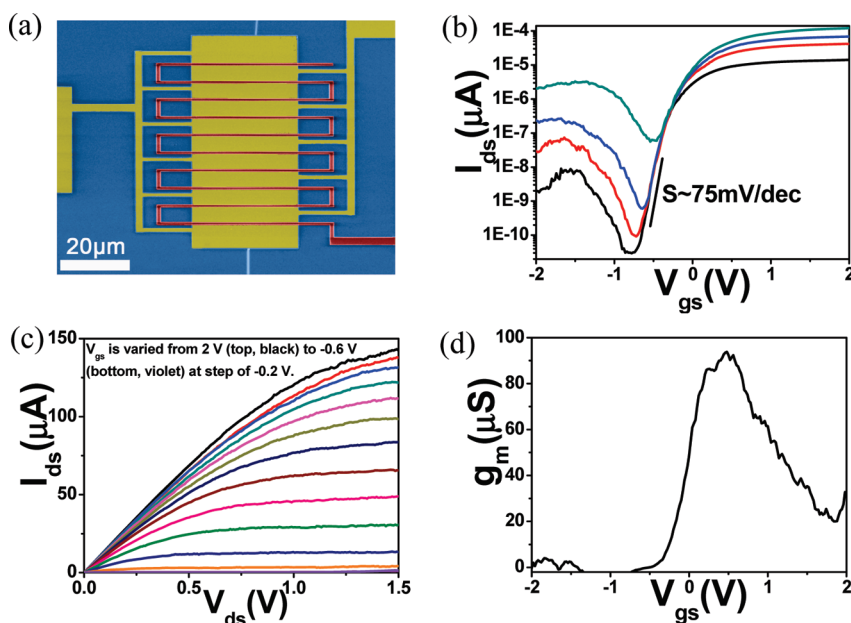 (a)
20μm
(b)
I_ds(μA)
1E-4
1E-5
1E-6
1E-7
1E-8
1E-9
1E-10
S~75mV/dec
-2
-1
0
1
2
V_gs(V)
(c)
I_ds(μA)
150
100
50
0
V_gs is varied from 2 V (top, black) to -0.6 V
(bottom, violet) at step of -0.2 V.
0.0
0.5
1.0
1.5
V_ds(V)
(d)
g_m(μS)
100
80
60
40
20
0
-2
-1
0
1
2
V_gs(V)